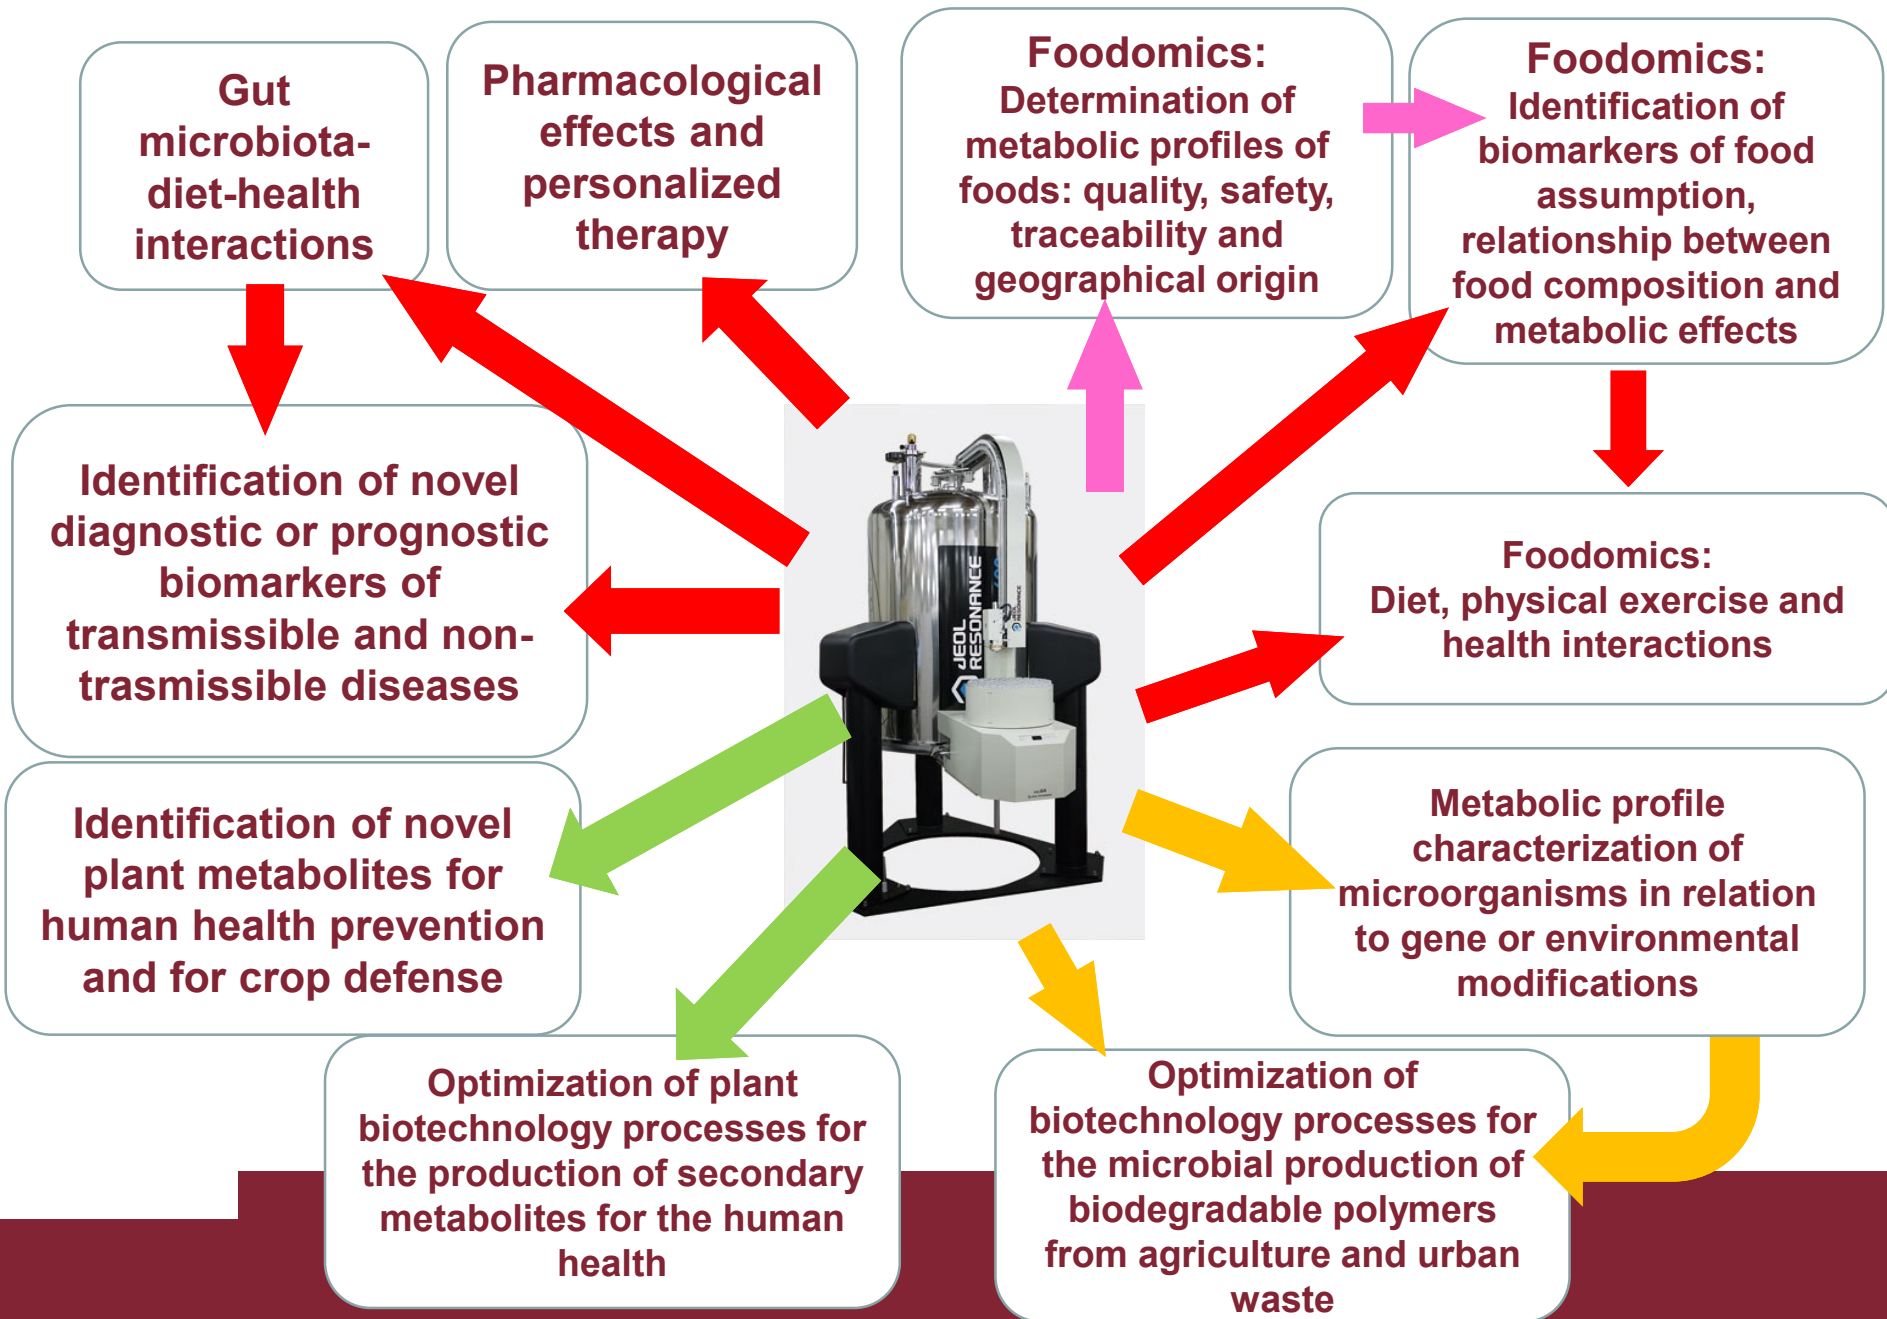 Gut
microbiota-
diet-health
interactions
Pharmacological
effects and
personalized
therapy
Foodomics:
Determination of
metabolic profiles of
foods: quality, safety,
traceability and
geographical origin
Foodomics:
Identification of
biomarkers of food
assumption,
relationship between
food composition and
metabolic effects
Identification of novel
diagnostic or prognostic
biomarkers of
transmissible and non-
trasmissible diseases
JEOL
RESONANCE
JEOL
RESONANCE
Foodomics:
Diet, physical exercise and
health interactions
Identification of novel
plant metabolites for
human health prevention
and for crop defense
Metabolic profile
characterization of
microorganisms in relation
to gene or environmental
modifications
Optimization of plant
biotechnology processes for
the production of secondary
metabolites for the human
health
Optimization of
biotechnology processes for
the microbial production of
biodegradable polymers
from agriculture and urban
waste